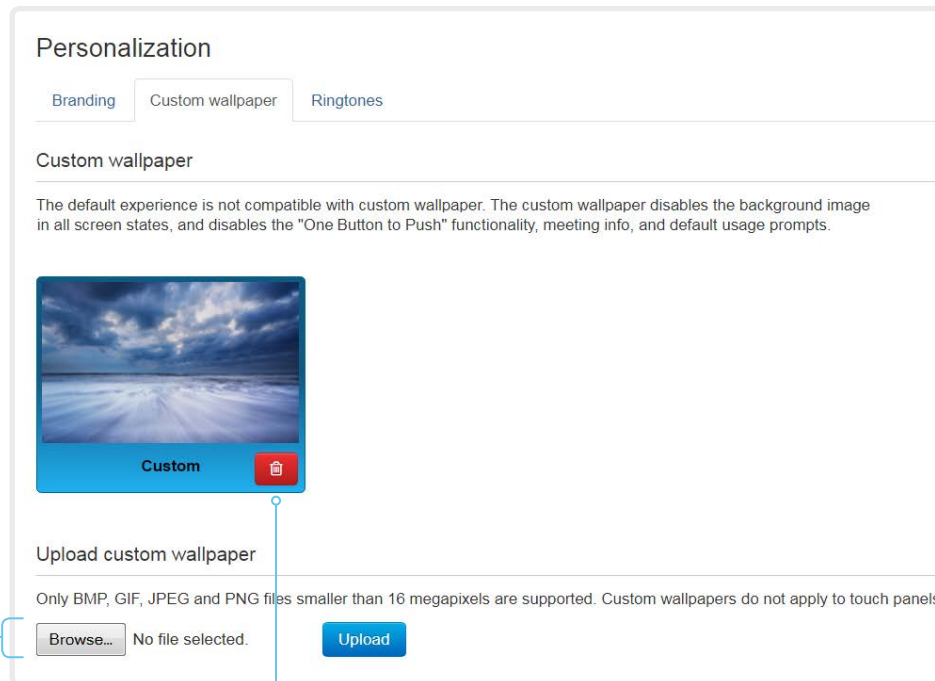 Personalization
Branding Custom wallpaper Ringtones
Custom wallpaper
The default experience is not compatible with custom wallpaper. The custom wallpaper disables the background image
in all screen states, and disables the "One Button to Push" functionality, meeting info, and default usage prompts.
Custom
Upload custom wallpaper
Only BMP, GIF, JPEG and PNG files smaller than 16 megapixels are supported. Custom wallpapers do not apply to touch panels
Browse... No file selected. Upload